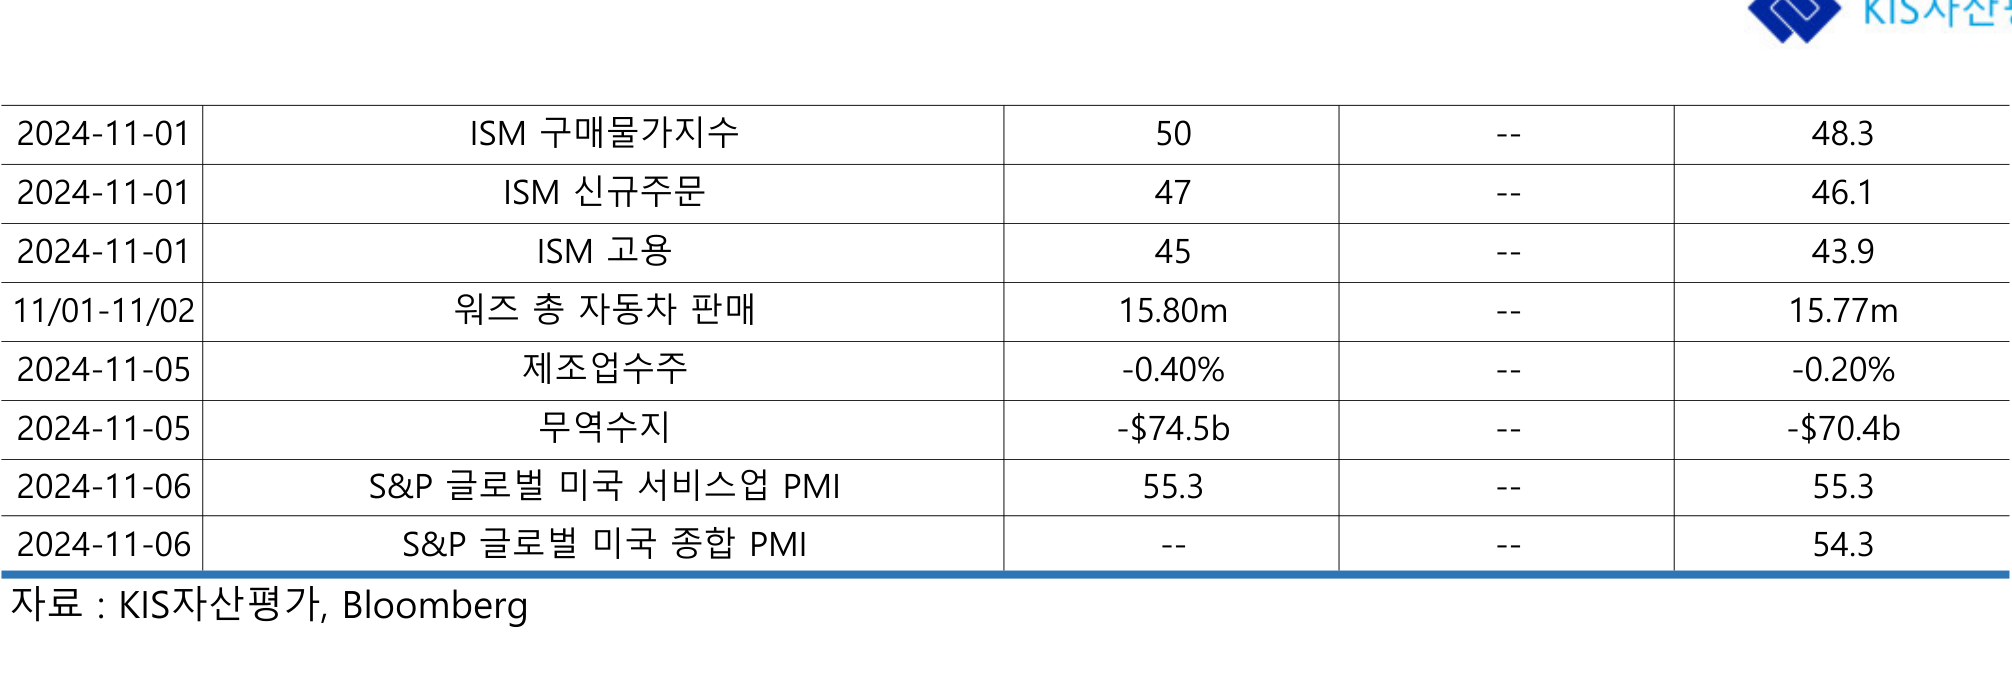 KIS자산
2024-11-01 ISM 구매물가지수 50 -- 48.3
2024-11-01 ISM 신규주문 47 -- 46.1
2024-11-01 ISM 고용 45 -- 43.9
11/01-11/02 워즈 총 자동차 판매 15.80m -- 15.77m
2024-11-05 제조업수주 -0.40% -- -0.20%
2024-11-05 무역수지 -$74.5b -- -$70.4b
2024-11-06 S&P 글로벌 미국 서비스업 PMI 55.3 -- 55.3
2024-11-06 S&P 글로벌 미국 종합 PMI -- -- 54.3
자료 : KIS자산평가, Bloomberg